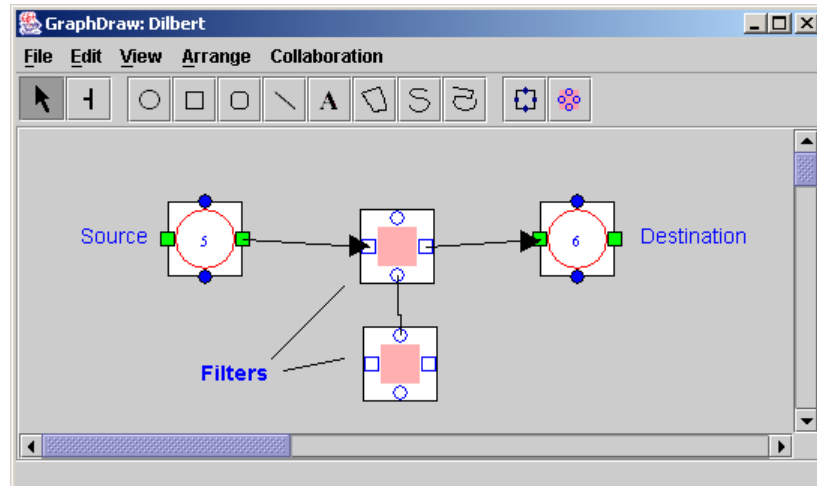 GraphDraw: Dilbert
File Edit View Arrange Collaboration
A
Source 5 6 Destination
Filters